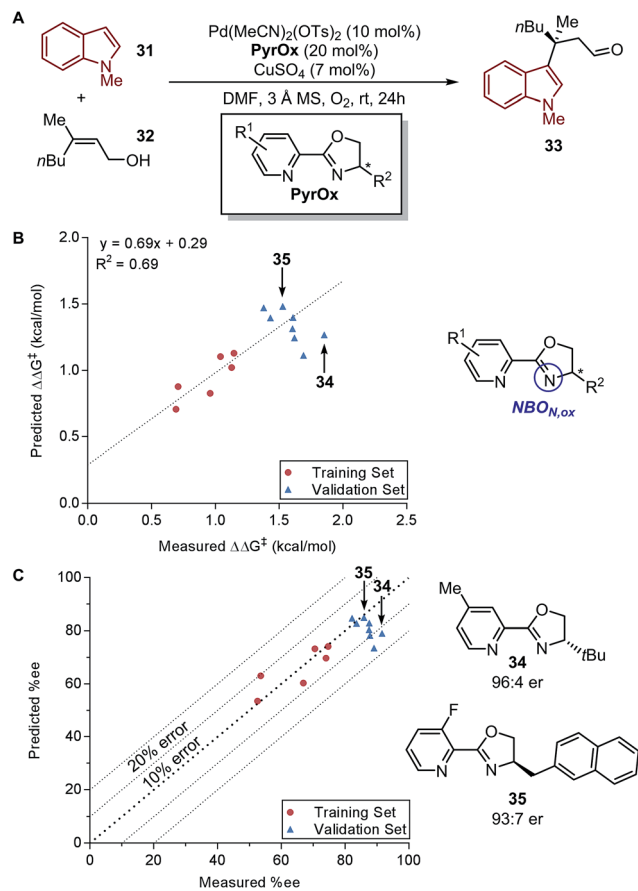 A
31
N
Me
+
Me
32
nBu
OH
Pd(MeCN)2(OTs)2 (10 mol%)
PyrOx (20 mol%)
CuSO4 (7 mol%)
DMF, 3 Å MS, O2, rt, 24h
R1
O
N
N
*
R2
PyrOx
nBu
Me
O
N
Me
33
B
y = 0.69x + 0.29
R2 = 0.69
35
34
Predicted ΔΔG‡ (kcal/mol)
2.0
1.5
1.0
0.5
0.0
0.0
0.5
1.0
1.5
2.0
2.5
Training Set
Validation Set
Measured ΔΔG‡ (kcal/mol)
R1
O
N
N
*
R2
NBON,ox
C
35
34
Predicted %ee
100
80
60
40
20
0
20% error
10% error
Training Set
Validation Set
0
20
40
60
80
100
Measured %ee
Me
O
N
N
tBu
34
96:4 er
F
O
N
N
35
93:7 er